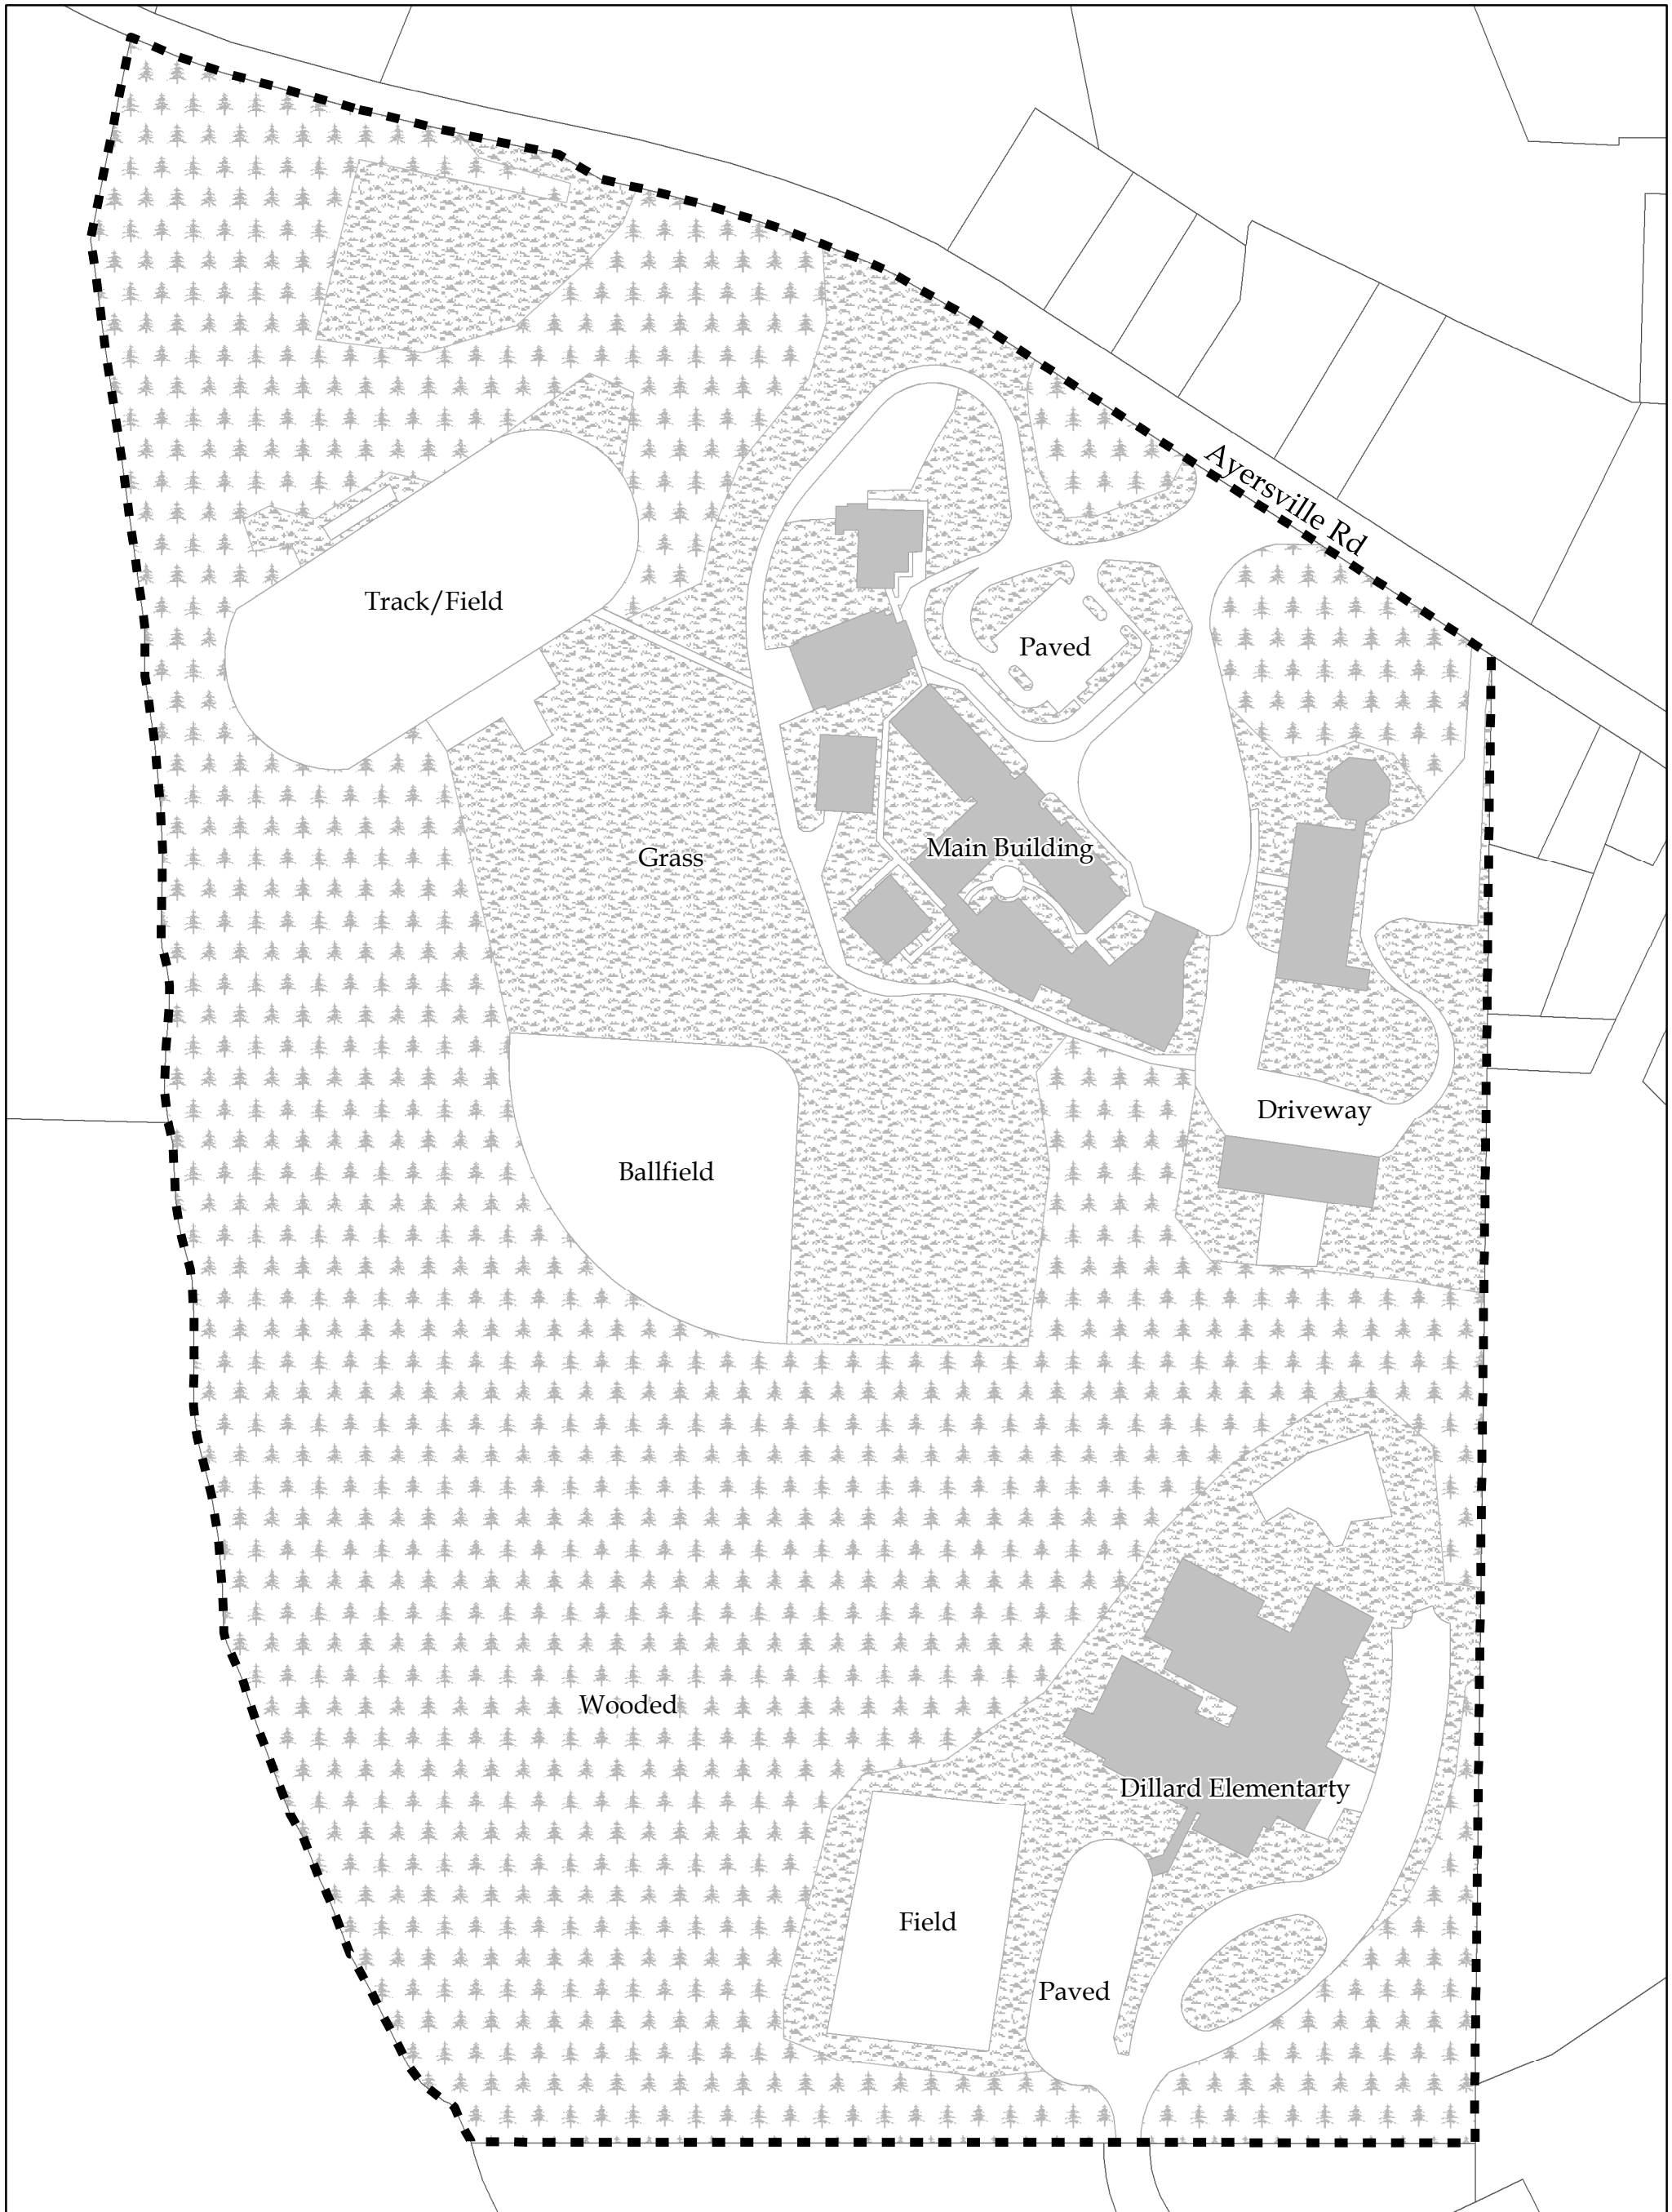 Ayersville Rd
Track/Field
Paved
Main Building
Grass
Driveway
Ballfield
Wooded
Dillard Elementarty
Field
Paved